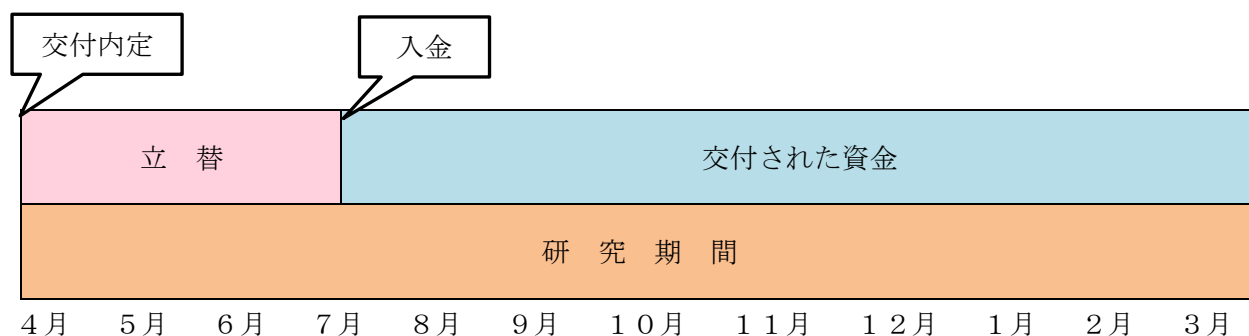 交付内定
入金
立　替
交付された資金
研　究　期　間
４月　５月　６月　７月　８月　９月　１０月　１１月　１２月　１月　２月　３月